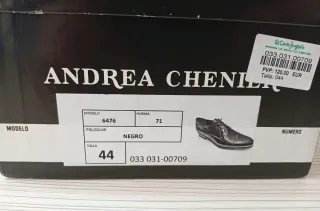 El Corte Inglés
033 031 00709
PVP: 120,00 EUR
Talla: 044
ANDREA CHENIER
MODELO
6476
HORMA
71
PIEL/COLOR
NEGRO
TALLA
44
033 031-00709
MODELO
NUMERO